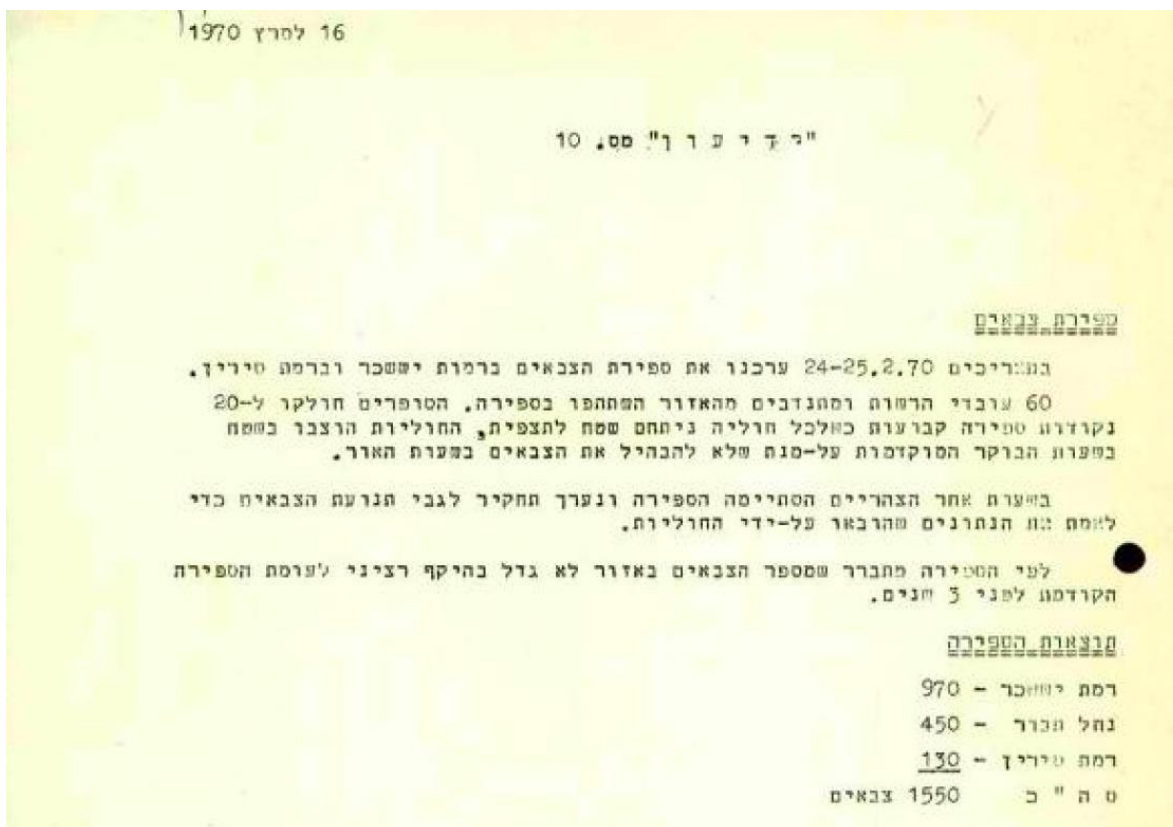 16 למרץ 1970
"י ד י ע ו ן" מס. 10
ספירת צבאים
בתאריכים 24-25.2.70 ערכנו את ספירת הצבאים ברמות יששכר וברמת סירין.
60 עובדי הרשות ומתנדבים מהאזור השתתפו בספירה. הסופרים חולקו ל-20
נקודות ספירה קבועות כשלכל חוליה ניתחם שטח לתצפית. החוליות הוצבו בשטח
בשעות הבוקר המוקדמות על-מנת שלא להבהיל את הצבאים בשעות האור.
בשערת אחר הצהריים הסתיימה הספירה ונערך תחקיר לגבי תנועת הצבאים כדי
לאמת את הנתונים שהובאו על-ידי החוליות.
לפי הספירה מתברר שמספר הצבאים באזור לא גדל בהיקף רציני לעומת הספירה
הקודמת לפני 3 שנים.
תוצאות הספירה
רמת יששכר - 970
נחל תבור - 450
רמת סירין - 130
ס ה " כ 1550 צבאים